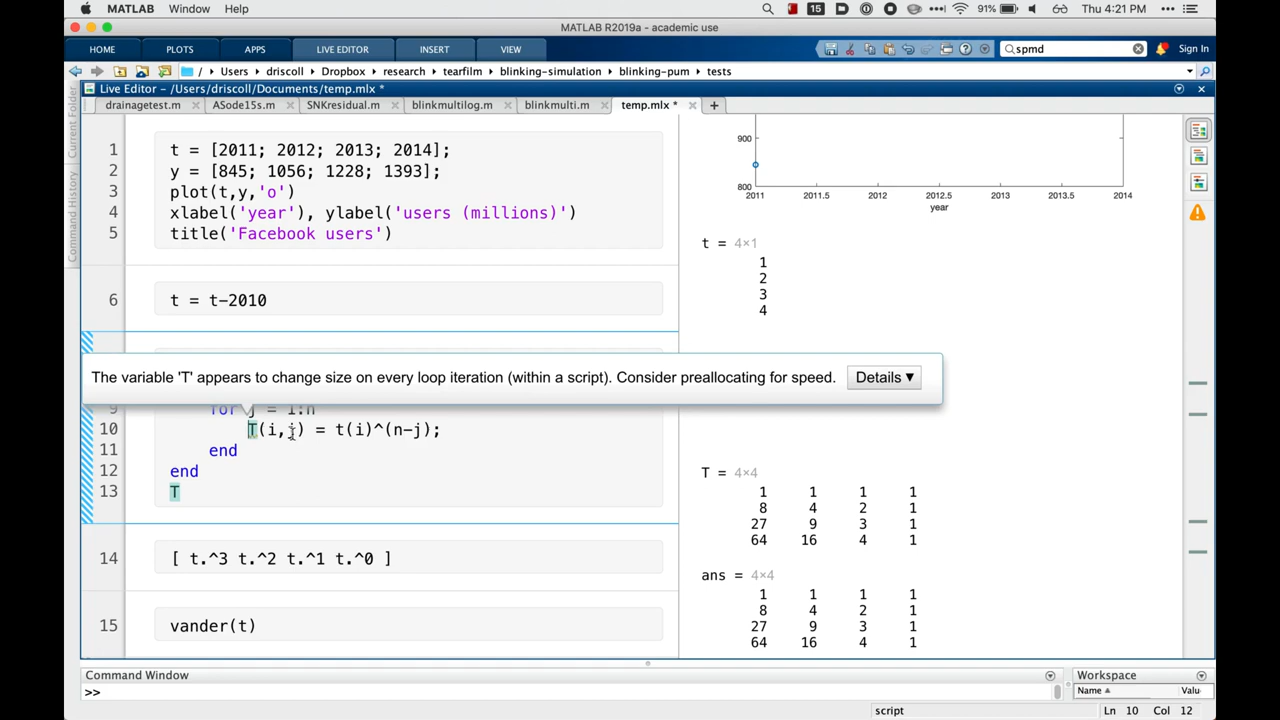 MATLAB Window Help
15 91% Thu 4:21 PM
MATLAB R2019a - academic use
HOME PLOTS APPS LIVE EDITOR INSERT VIEW spmd Sign In
/ Users driscoll Dropbox research tearfilm blinking-simulation blinking-pum tests
Current Folder
Command History
Live Editor - /Users/driscoll/Documents/temp.mlx *
drainagetest.m ASode15s.m SNKresidual.m blinkmultilog.m blinkmulti.m temp.mlx * +
1 t = [2011; 2012; 2013; 2014];
2 y = [845; 1056; 1228; 1393];
3 plot(t,y,'o')
4 xlabel('year'), ylabel('users (millions)')
5 title('Facebook users')
6 t = t-2010
The variable 'T' appears to change size on every loop iteration (within a script). Consider preallocating for speed. Details ▼
9 for j = 1:n
10 T(i,j) = t(i)^(n-j);
11 end
12 end
13 T
14 [ t.^3 t.^2 t.^1 t.^0 ]
15 vander(t)
900
800
2011 2011.5 2012 2012.5 2013 2013.5 2014
year
t = 4×1
1
2
3
4
T = 4×4
1 1 1 1
8 4 2 1
27 9 3 1
64 16 4 1
ans = 4×4
1 1 1 1
8 4 2 1
27 9 3 1
64 16 4 1
Command Window
>>
Workspace
Name Valu
script Ln 10 Col 12